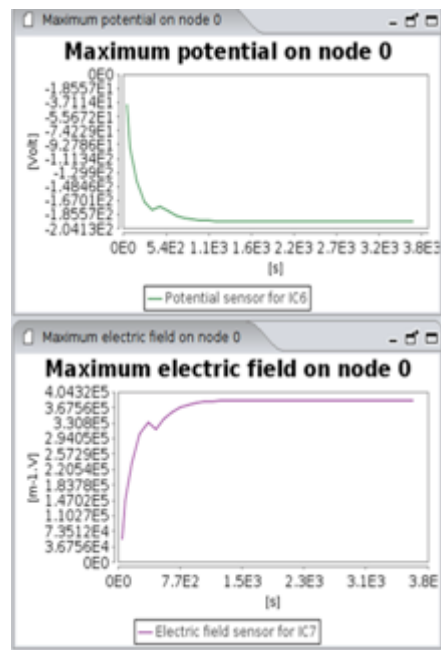 Maximum potential on node 0
Maximum potential on node 0
0E0
-1.8557E1
-3.7114E1
-5.5672E1
-7.4229E1
-9.2786E1
-1.1134E2
-1.299E2
-1.4846E2
-1.6701E2
-1.8557E2
-2.0413E2
[Volt]
0E0 5.4E2 1.1E3 1.6E3 2.2E3 2.7E3 3.2E3 3.8E3
[s]
Potential sensor for IC6
Maximum electric field on node 0
Maximum electric field on node 0
4.0432E5
3.6756E5
3.308E5
2.9405E5
2.5729E5
2.2054E5
1.8378E5
1.4702E5
1.1027E5
7.3512E4
3.6756E4
0E0
[m-1.V]
0E0 7.7E2 1.5E3 2.3E3 3.1E3 3.8E
[s]
Electric field sensor for IC7